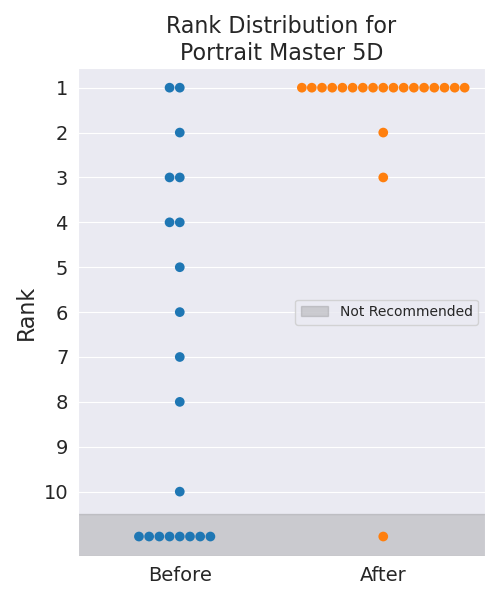 Rank Distribution for
Portrait Master 5D
1
2
3
4
5
6
7
8
9
10
Rank
Not Recommended
Before
After